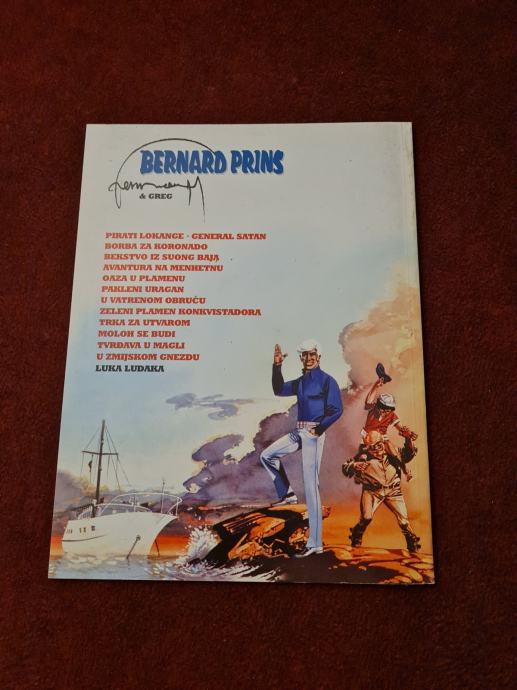 BERNARD PRINS
Hermann
& GREG
PIRATI LOKANGE - GENERAL SATAN
BORBA ZA KORONADO
BEKSTVO IZ SUONG BAJA
AVANTURA NA MENHETNU
OAZA U PLAMENU
PAKLENI URAGAN
U VATRENOM OBRUČU
ZELENI PLAMEN KONKVISTADORA
TRKA ZA UTVAROM
MOLOH SE BUDI
TVRĐAVA U MAGLI
U ZMIJSKOM GNEZDU
LUKA LUDAKA